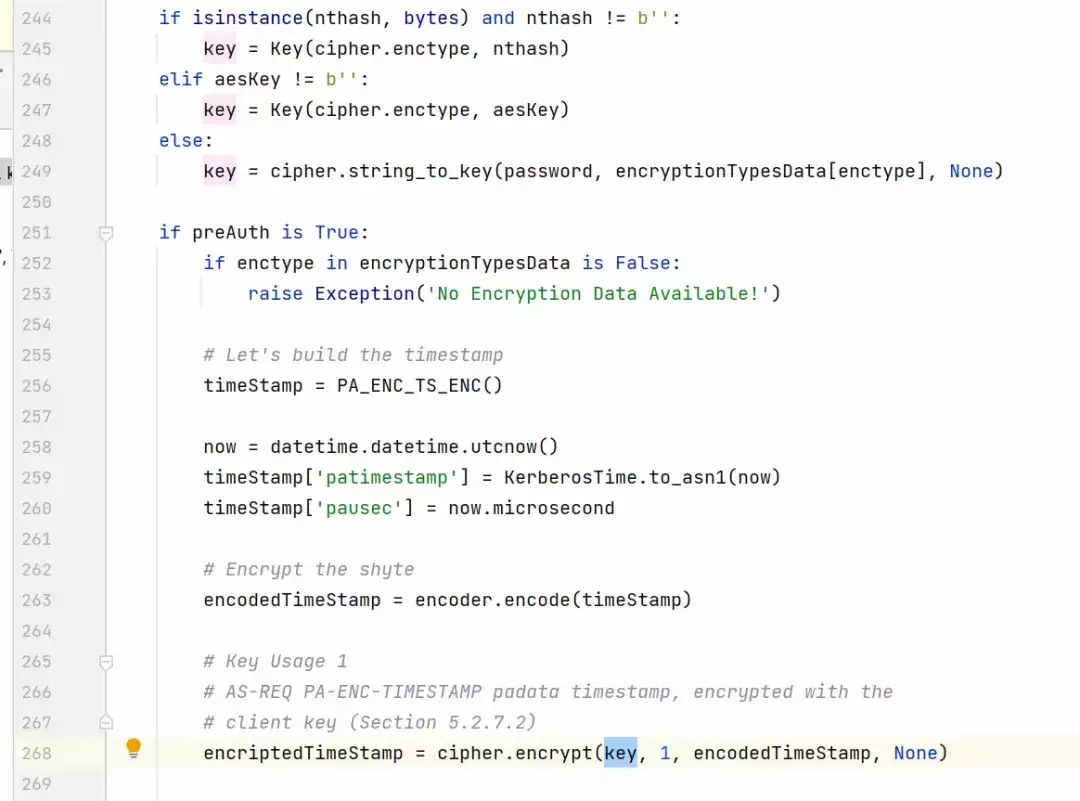 244 if isinstance(nthash, bytes) and nthash != b'':
245 key = Key(cipher.enctype, nthash)
246 elif aesKey != b'':
247 key = Key(cipher.enctype, aesKey)
248 else:
249 key = cipher.string_to_key(password, encryptionTypesData[enctype], None)
250
251 if preAuth is True:
252 if enctype in encryptionTypesData is False:
253 raise Exception('No Encryption Data Available!')
254
255 # Let's build the timestamp
256 timeStamp = PA_ENC_TS_ENC()
257
258 now = datetime.datetime.utcnow()
259 timeStamp['patimestamp'] = KerberosTime.to_asn1(now)
260 timeStamp['pausec'] = now.microsecond
261
262 # Encrypt the shyte
263 encodedTimeStamp = encoder.encode(timeStamp)
264
265 # Key Usage 1
266 # AS-REQ PA-ENC-TIMESTAMP padata timestamp, encrypted with the
267 # client key (Section 5.2.7.2)
268 encriptedTimeStamp = cipher.encrypt(key, 1, encodedTimeStamp, None)
269